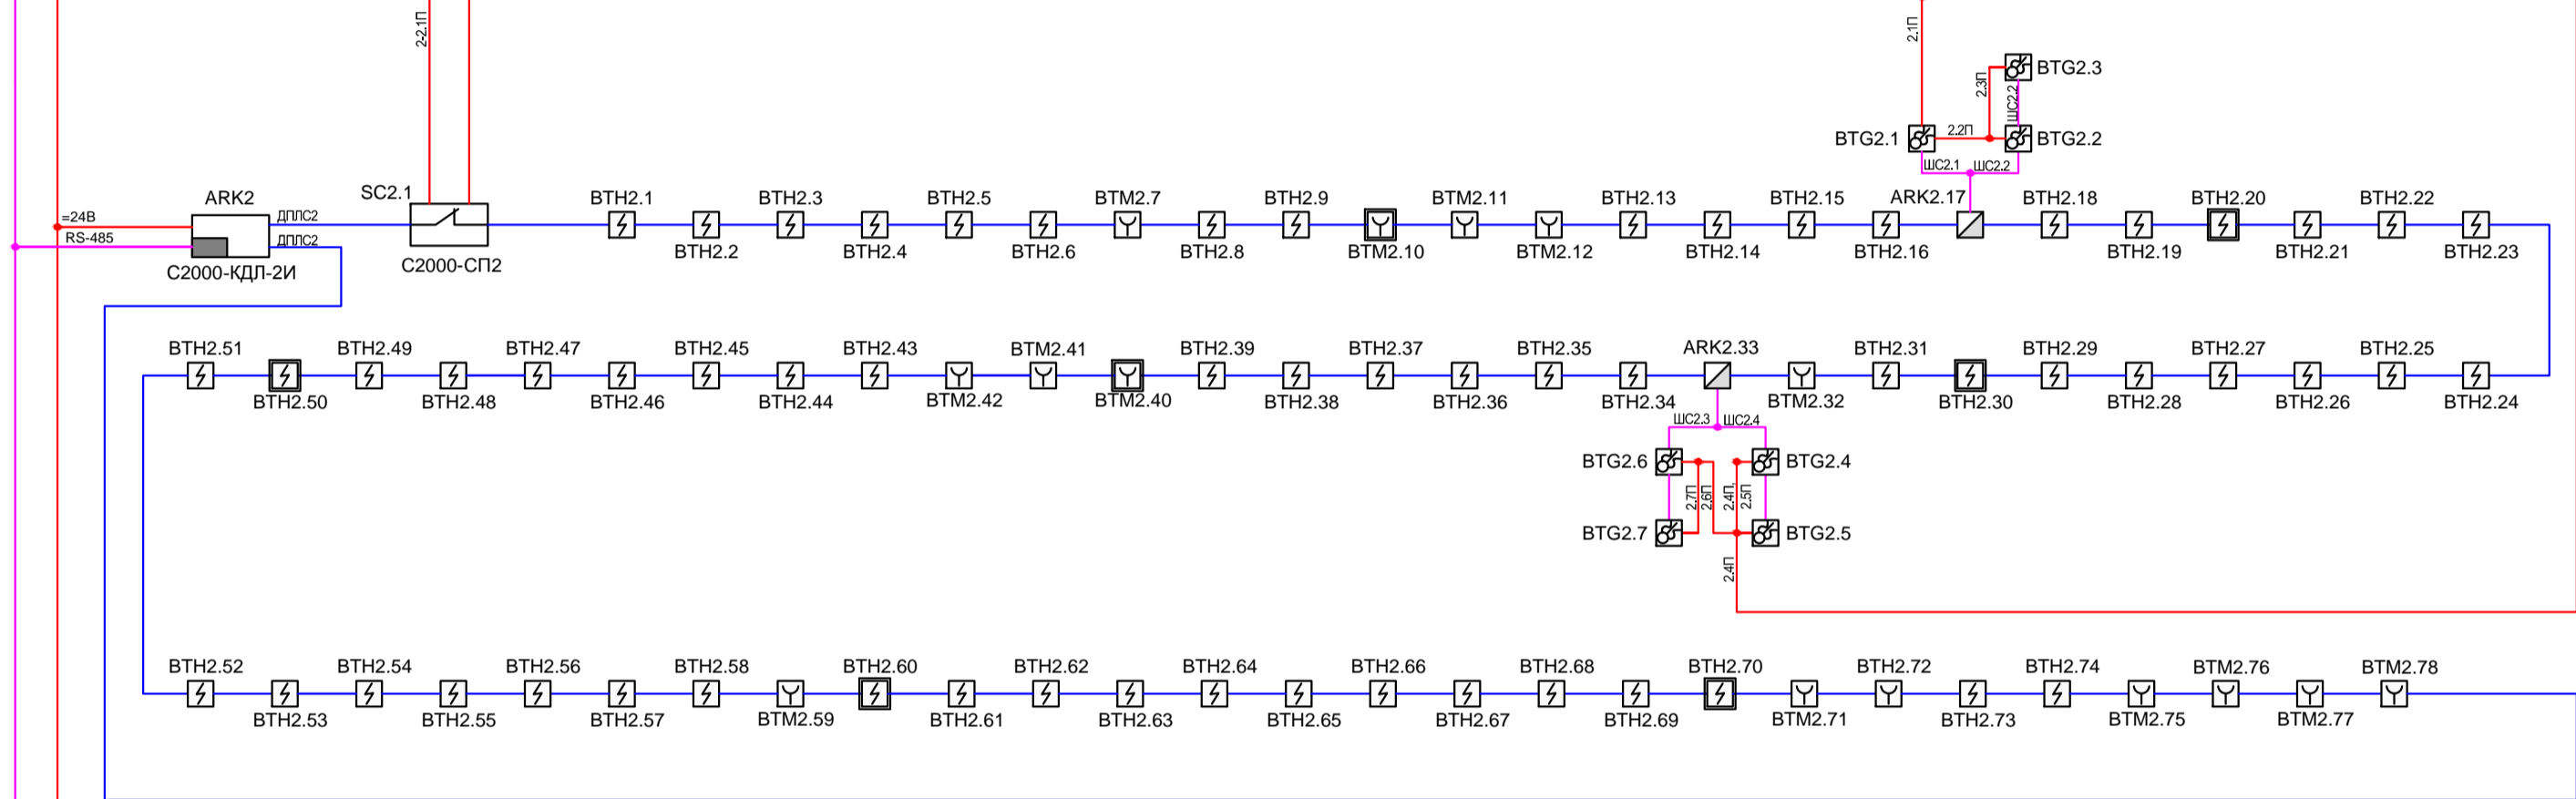 2-2.1П
2.1П
BTG2.3
2.3П
ШС2.2
BTG2.1
2.2П
BTG2.2
ШС2.1
ШС2.2
=24В
RS-485
ARK2
ДПЛС2
ДПЛС2
С2000-КДЛ-2И
SC2.1
С2000-СП2
BTH2.1
BTH2.3
BTH2.5
BTM2.7
BTH2.9
BTM2.11
BTH2.13
BTH2.15
ARK2.17
BTH2.18
BTH2.20
BTH2.22
BTH2.2
BTH2.4
BTH2.6
BTH2.8
BTM2.10
BTM2.12
BTH2.14
BTH2.16
BTH2.19
BTH2.21
BTH2.23
BTH2.51
BTH2.49
BTH2.47
BTH2.45
BTH2.43
BTM2.41
BTH2.39
BTH2.37
BTH2.35
ARK2.33
BTH2.31
BTH2.29
BTH2.27
BTH2.25
BTH2.50
BTH2.48
BTH2.46
BTH2.44
BTM2.42
BTM2.40
BTH2.38
BTH2.36
BTH2.34
BTM2.32
BTH2.30
BTH2.28
BTH2.26
BTH2.24
ШС2.3
ШС2.4
BTG2.6
BTG2.4
2.7П
2.6П
2.4П,
2.5П
BTG2.7
BTG2.5
2.4П
BTH2.52
BTH2.54
BTH2.56
BTH2.58
BTH2.60
BTH2.62
BTH2.64
BTH2.66
BTH2.68
BTH2.70
BTH2.72
BTH2.74
BTM2.76
BTM2.78
BTH2.53
BTH2.55
BTH2.57
BTM2.59
BTH2.61
BTH2.63
BTH2.65
BTH2.67
BTH2.69
BTM2.71
BTH2.73
BTM2.75
BTM2.77